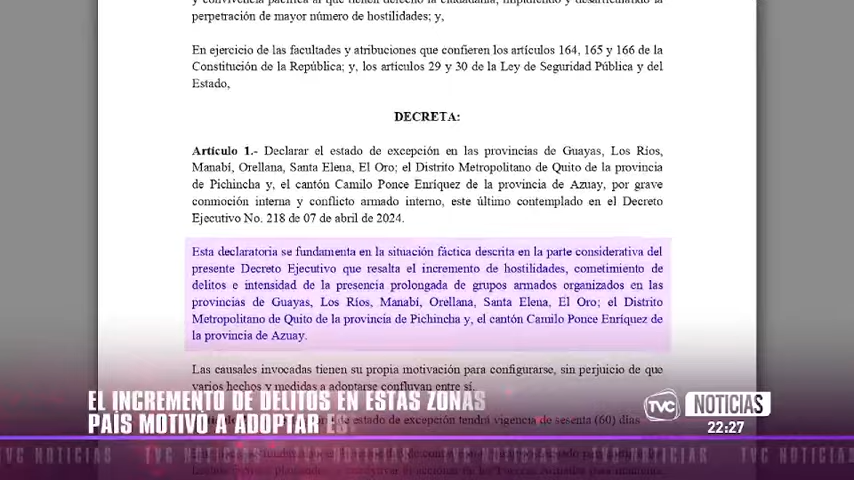 y convivencia pacífica al que tienen derecho la ciudadanía, impidiendo y desarticulando la
perpetración de mayor número de hostilidades; y,
En ejercicio de las facultades y atribuciones que confieren los artículos 164, 165 y 166 de la
Constitución de la República; y, los artículos 29 y 30 de la Ley de Seguridad Pública y del
Estado,
DECRETA:
Artículo 1.- Declarar el estado de excepción en las provincias de Guayas, Los Ríos,
Manabí, Orellana, Santa Elena, El Oro; el Distrito Metropolitano de Quito de la provincia
de Pichincha y, el cantón Camilo Ponce Enríquez de la provincia de Azuay, por grave
conmoción interna y conflicto armado interno, este último contemplado en el Decreto
Ejecutivo No. 218 de 07 de abril de 2024.
Esta declaratoria se fundamenta en la situación fáctica descrita en la parte considerativa del
presente Decreto Ejecutivo que resalta el incremento de hostilidades, cometimiento de
delitos e intensidad de la presencia prolongada de grupos armados organizados en las
provincias de Guayas, Los Ríos, Manabí, Orellana, Santa Elena, El Oro; el Distrito
Metropolitano de Quito de la provincia de Pichincha y, el cantón Camilo Ponce Enríquez de
la provincia de Azuay.
Las causales invocadas tienen su propia motivación para configurarse, sin perjuicio de que
varios hechos y medidas a adoptarse confluyan entre sí.
EL INCREMENTO DE DELITOS EN ESTAS ZONAS
PAÍS MOTIVÓ A ADOPTAR ES
de excepción tendrá vigencia de sesenta (60) días
TVC NOTICIAS
22:27
TVC NOTICIAS